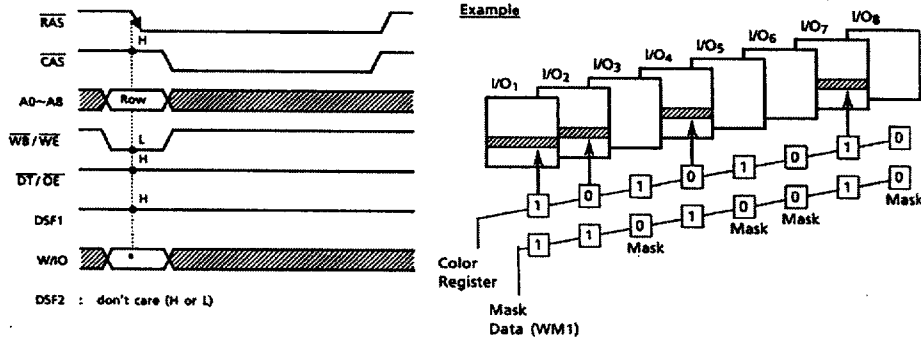 RAS
H
CAS
A0~A8
Row
WB / WE
L
H
DT / OE
H
DSF1
W/IO
*
DSF2 : don't care (H or L)
Example
I/O1 I/O2 I/O3 I/O4 I/O5 I/O6 I/O7 I/O8
1 0 1 0 1 0 1 0
Color
Register
1 1 0 1 0 0 1 0
Mask Mask Mask Mask
Mask
Data (WM1)